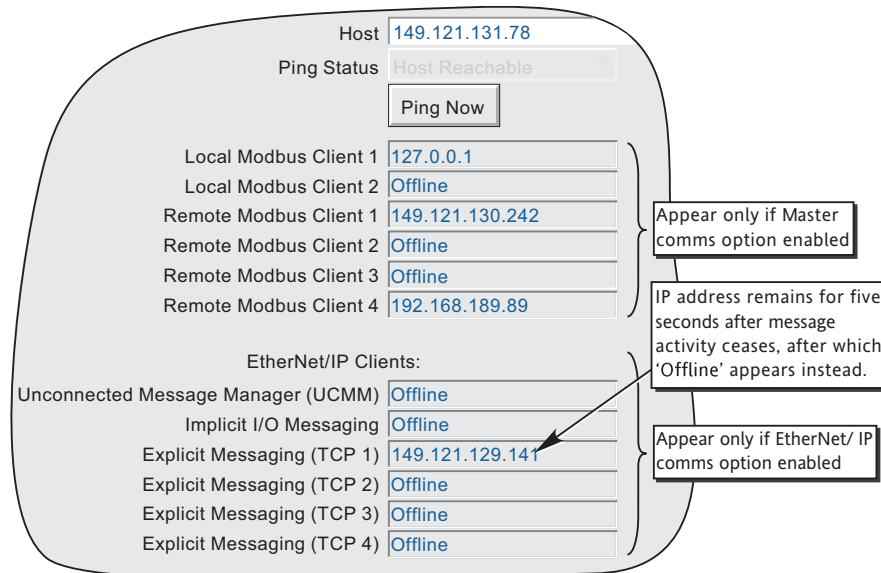 Host 149.121.131.78
Ping Status Host Reachable
Ping Now
Local Modbus Client 1 127.0.0.1
Local Modbus Client 2 Offline
Remote Modbus Client 1 149.121.130.242
Remote Modbus Client 2 Offline
Remote Modbus Client 3 Offline
Remote Modbus Client 4 192.168.189.89
Appear only if Master
comms option enabled
IP address remains for five
seconds after message
activity ceases, after which
‘Offline’ appears instead.
EtherNet/IP Clients:
Unconnected Message Manager (UCMM) Offline
Implicit I/O Messaging Offline
Explicit Messaging (TCP 1) 149.121.129.141
Explicit Messaging (TCP 2) Offline
Explicit Messaging (TCP 3) Offline
Explicit Messaging (TCP 4) Offline
Appear only if EtherNet/ IP
comms option enabled